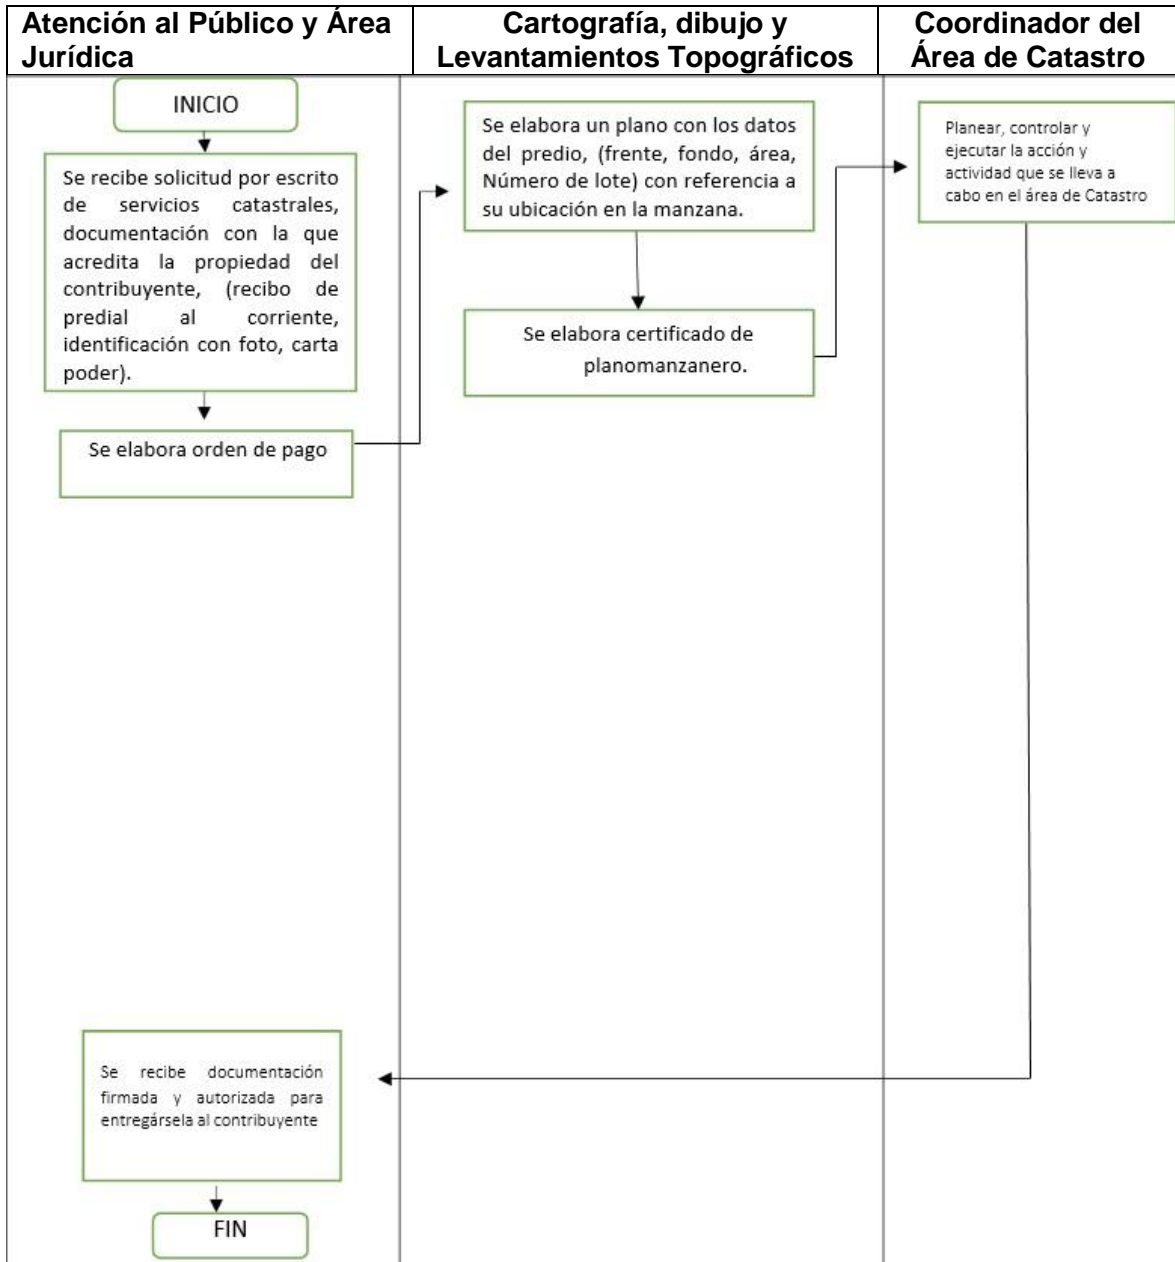 Atención al Público y Área
Jurídica
Cartografía, dibujo y
Levantamientos Topográficos
Coordinador del
Área de Catastro
INICIO
Se recibe solicitud por escrito
de servicios catastrales,
documentación con la que
acredita la propiedad del
contribuyente, (recibo de
predial al corriente,
identificación con foto, carta
poder).
Se elabora orden de pago
Se elabora un plano con los datos
del predio, (frente, fondo, área,
Número de lote) con referencia a
su ubicación en la manzana.
Se elabora certificado de
planomanzanero.
Planear, controlar y
ejecutar la acción y
actividad que se lleva a
cabo en el área de Catastro
Se recibe documentación
firmada y autorizada para
entregársela al contribuyente
FIN